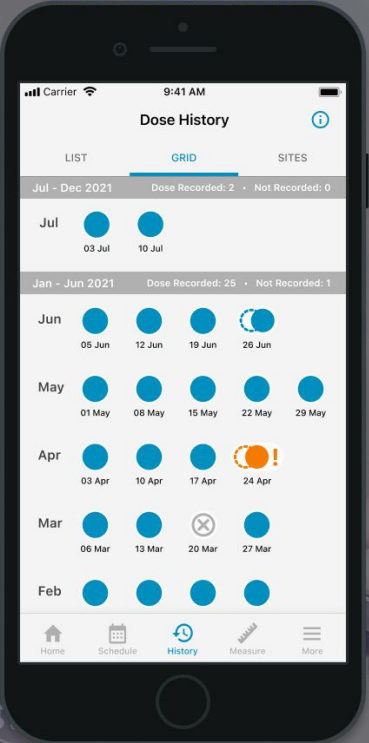 Carrier 9:41 AM
Dose History
LIST GRID SITES
Jul - Dec 2021 Dose Recorded: 2 • Not Recorded: 0
Jul
03 Jul 10 Jul
Jan - Jun 2021 Dose Recorded: 25 • Not Recorded: 1
Jun
05 Jun 12 Jun 19 Jun 26 Jun
May
01 May 08 May 15 May 22 May 29 May
Apr
03 Apr 10 Apr 17 Apr 24 Apr
!
Mar
06 Mar 13 Mar 20 Mar 27 Mar
Feb
Home Schedule History Measure More